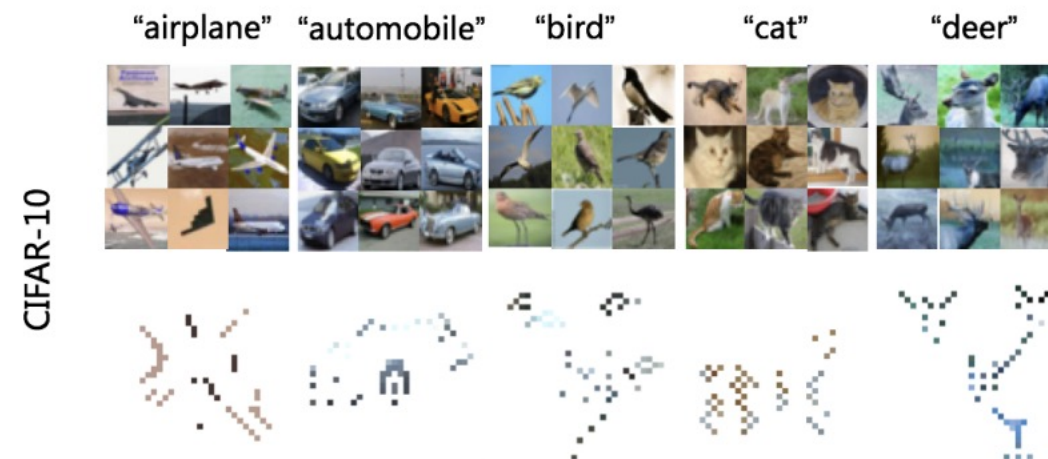 “airplane” “automobile” “bird” “cat” “deer”
CIFAR-10